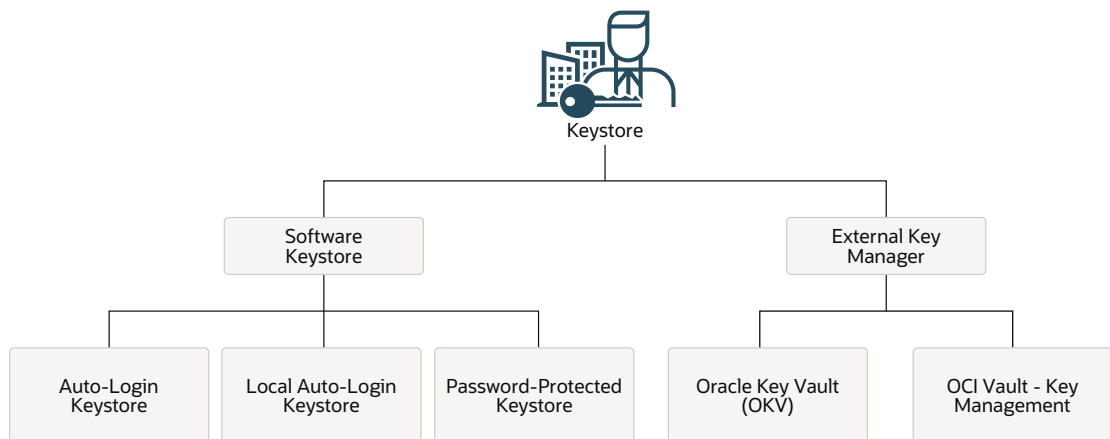 Keystore
Software
Keystore
External Key
Manager
Auto-Login
Keystore
Local Auto-Login
Keystore
Password-Protected
Keystore
Oracle Key Vault
(OKV)
OCI Vault - Key
Management